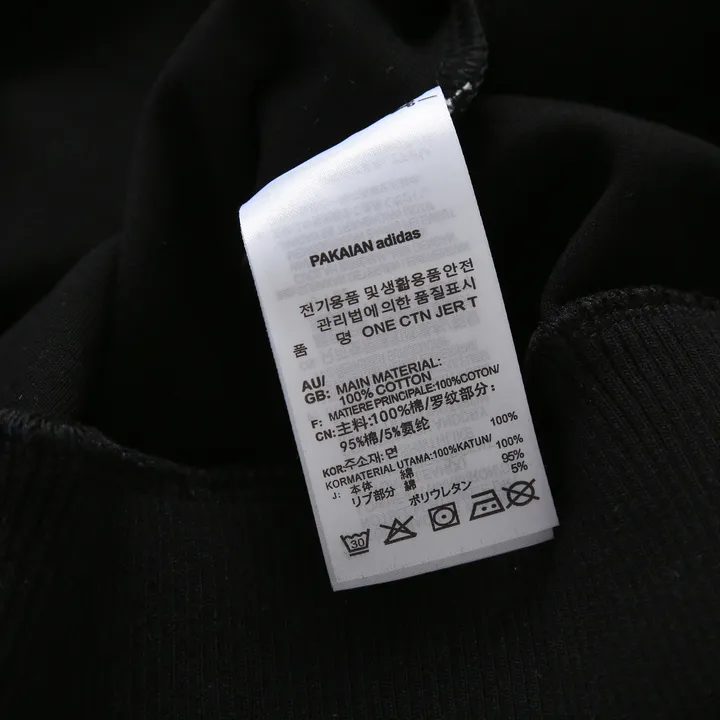 PAKAIAN adidas
전기용품 및생활용품안전
관리법에의한 품질표시
품 명 ONE CTN JER T
AU/
GB: MAIN MATERIAL:
100% COTTON
F: MATIERE PRINCIPALE:100%COTON/
CN:主料:100%棉/罗纹部分:
95%棉/5%氨纶
KOR:주소재: 면 100%
KORMATERIAL UTAMA:100%KATUN/
J: 本体 綿 100%
リブ部分 綿 95%
ポリウレタン 5%
30